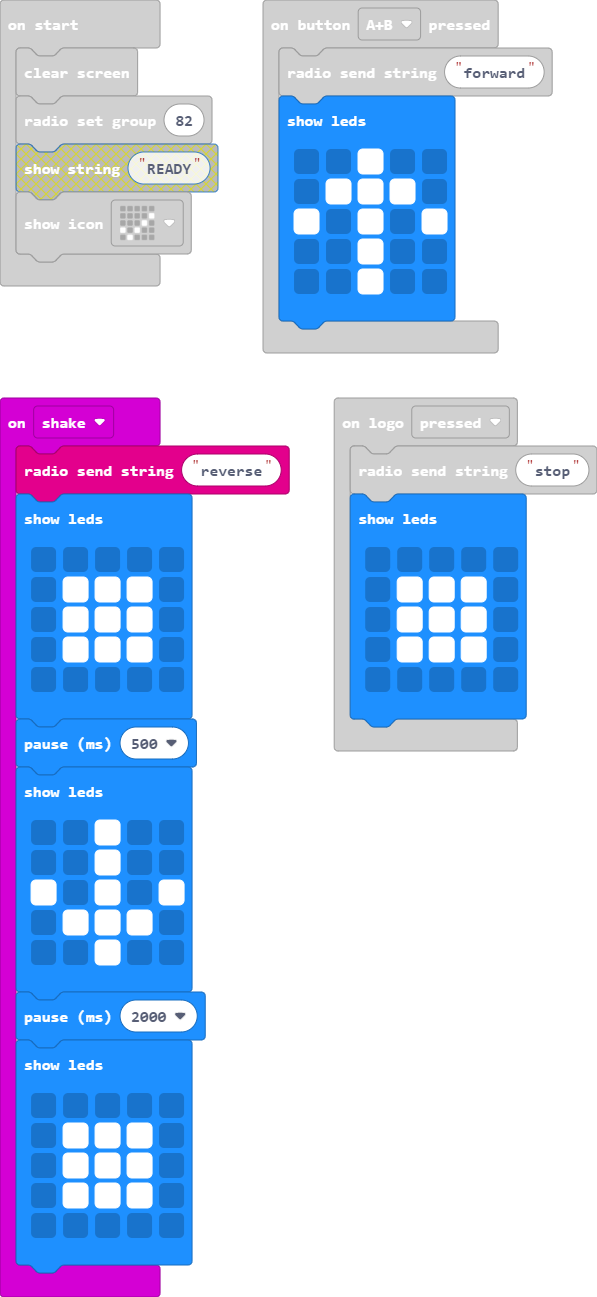 on start
clear screen
radio set group 82
show string "READY"
show icon
on button A+B pressed
radio send string "forward"
show leds
on shake
radio send string "reverse"
show leds
pause (ms) 500
show leds
pause (ms) 2000
show leds
on logo pressed
radio send string "stop"
show leds